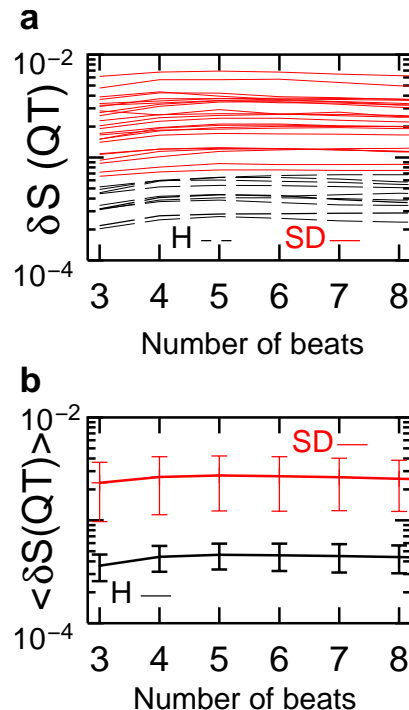 a
10⁻²
δS (QT)
H
SD
10⁻⁴
3 4 5 6 7 8
Number of beats
b
10⁻²
SD
<δS(QT)>
H
10⁻⁴
3 4 5 6 7 8
Number of beats